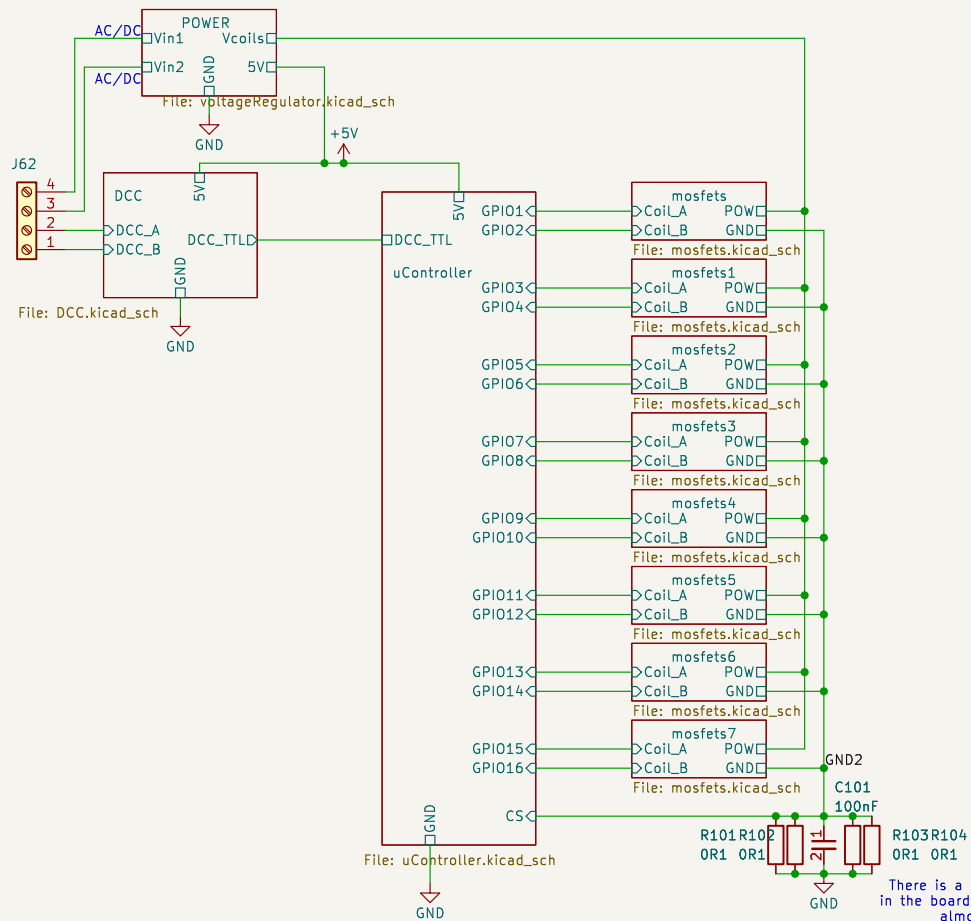 POWER
AC/DC
Vin1
Vcoils
Vin2
5V
GND
AC/DC
File: voltageRegulator.kicad_sch
GND
+5V
J62
4
3
2
1
5V
DCC
DCC_A
DCC_B
DCC_TTL
GND
File: DCC.kicad_sch
GND
5V
DCC_TTL
uController
GPIO1
GPIO2
GPIO3
GPIO4
GPIO5
GPIO6
GPIO7
GPIO8
GPIO9
GPIO10
GPIO11
GPIO12
GPIO13
GPIO14
GPIO15
GPIO16
CS
GND
File: uController.kicad_sch
GND
mosfets
Coil_A POW
Coil_B GND
File: mosfets.kicad_sch
mosfets1
Coil_A POW
Coil_B GND
File: mosfets.kicad_sch
mosfets2
Coil_A POW
Coil_B GND
File: mosfets.kicad_sch
mosfets3
Coil_A POW
Coil_B GND
File: mosfets.kicad_sch
mosfets4
Coil_A POW
Coil_B GND
File: mosfets.kicad_sch
mosfets5
Coil_A POW
Coil_B GND
File: mosfets.kicad_sch
mosfets6
Coil_A POW
Coil_B GND
File: mosfets.kicad_sch
mosfets7
Coil_A POW
Coil_B GND
File: mosfets.kicad_sch
GND2
C101
100nF
1
2
R101 R102
0R1 0R1
R103 R104
0R1 0R1
GND
There is a
in the board
almo